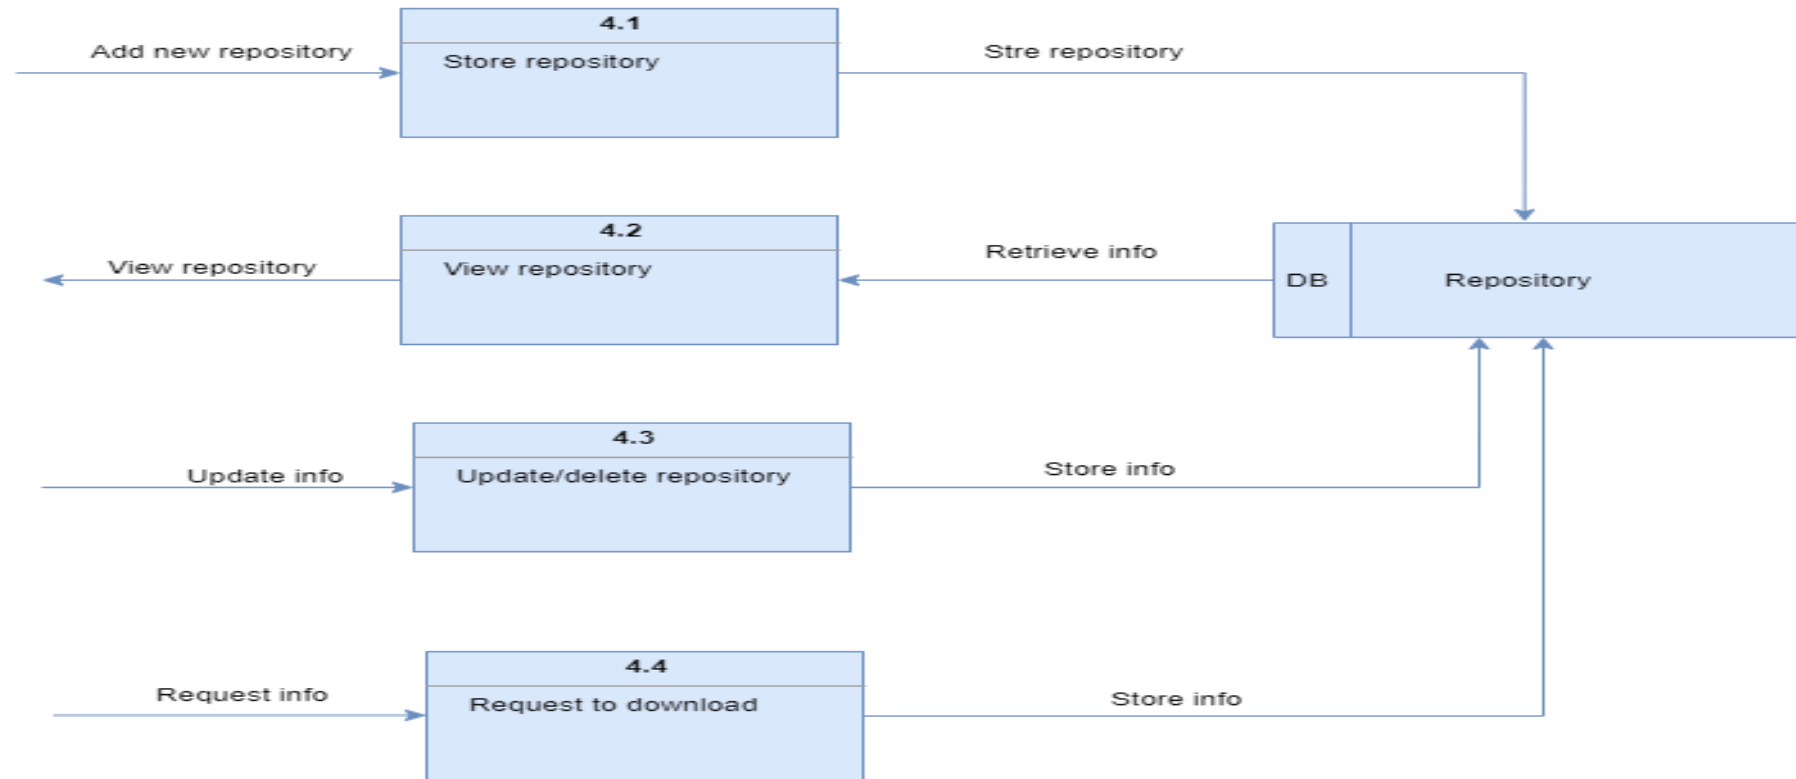 4.1
Add new repository
Store repository
Stre repository
4.2
View repository
View repository
Retrieve info
DB
Repository
4.3
Update info
Update/delete repository
Store info
4.4
Request info
Request to download
Store info